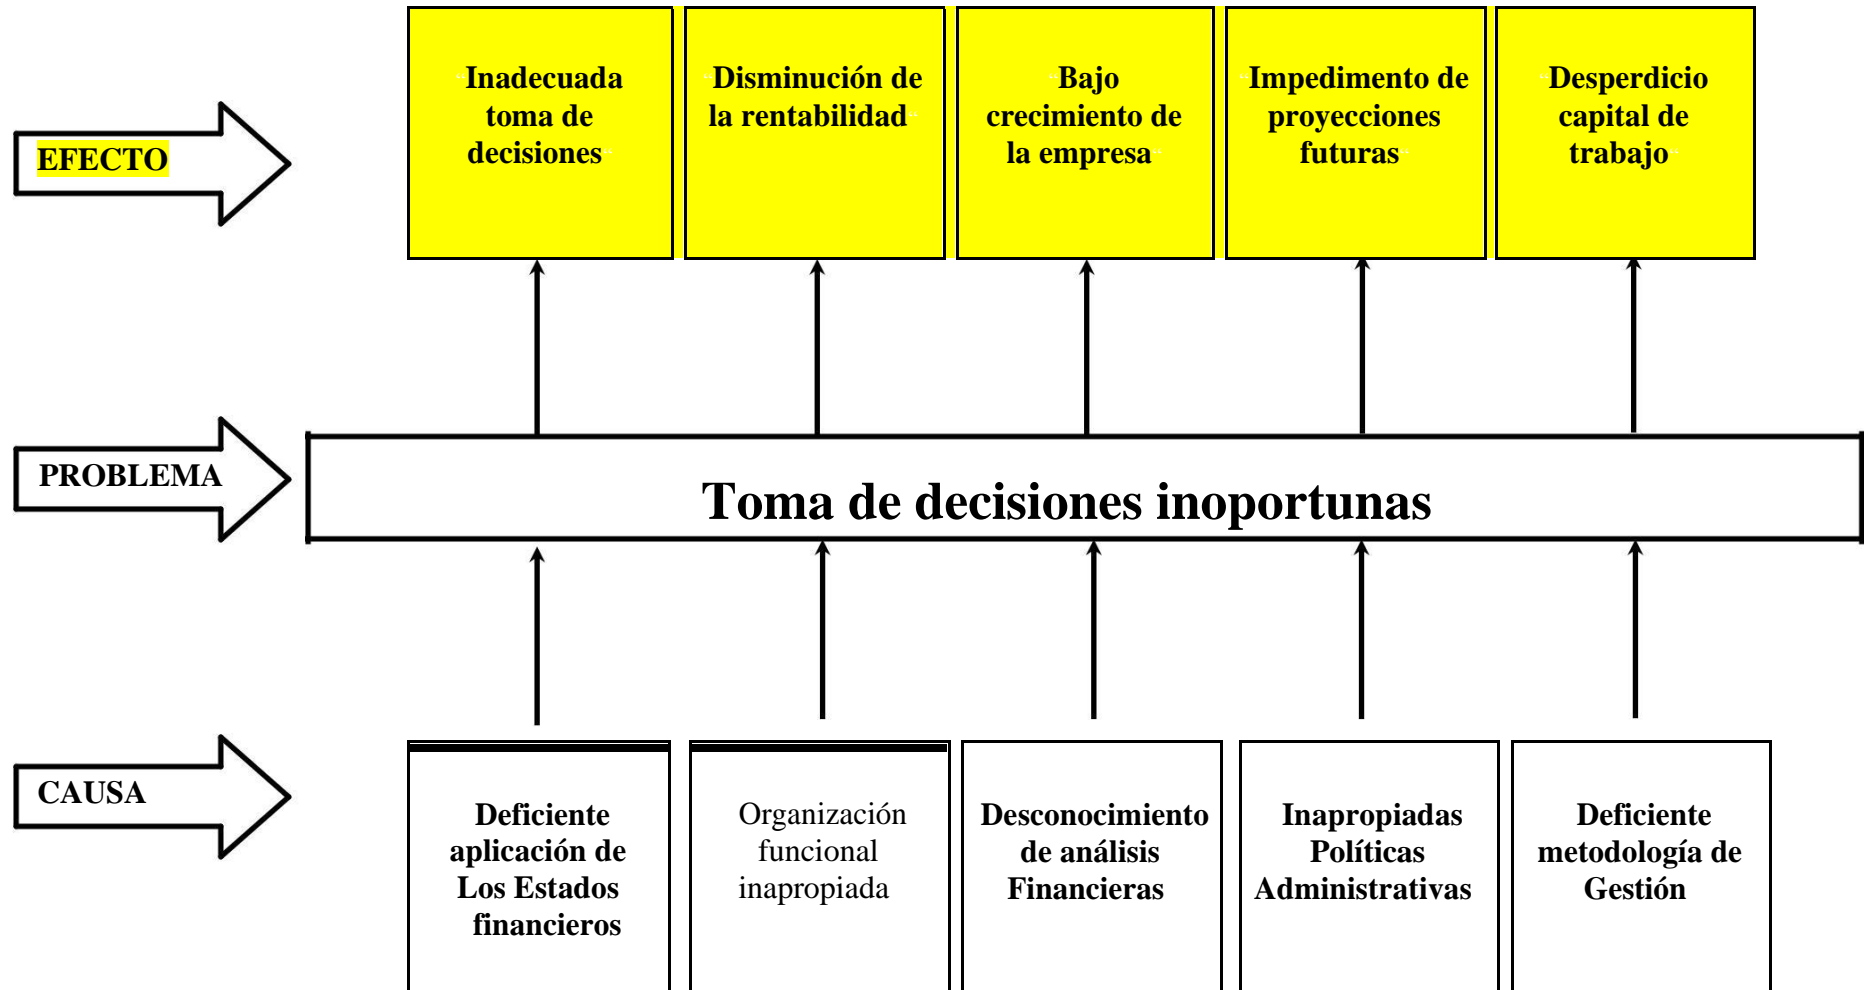 EFECTO
“Inadecuada
toma de
decisiones“
“Disminución de
la rentabilidad“
“Bajo
crecimiento de
la empresa“
“Impedimento de
proyecciones
futuras“
“Desperdicio
capital de
trabajo“
PROBLEMA
Toma de decisiones inoportunas
CAUSA
Deficiente
aplicación de
Los Estados
financieros
Organización
funcional
inapropiada
Desconocimiento
de análisis
Financieras
Inapropiadas
Políticas
Administrativas
Deficiente
metodología de
Gestión